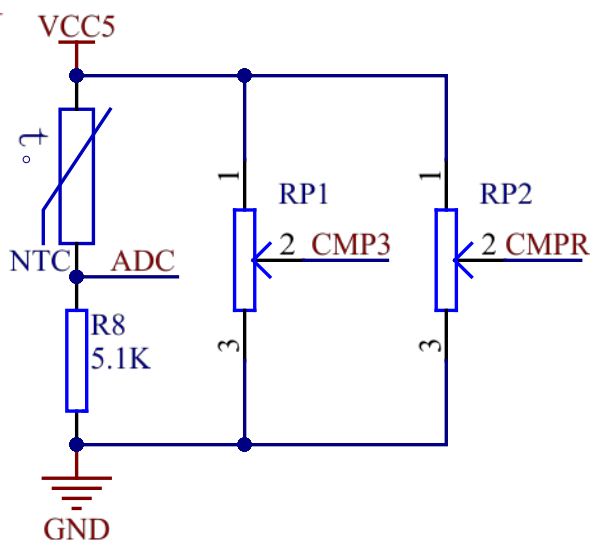 VCC5
t°
NTC
ADC
R8
5.1K
GND
1
RP1
2 CMP3
3
1
RP2
2 CMPR
3